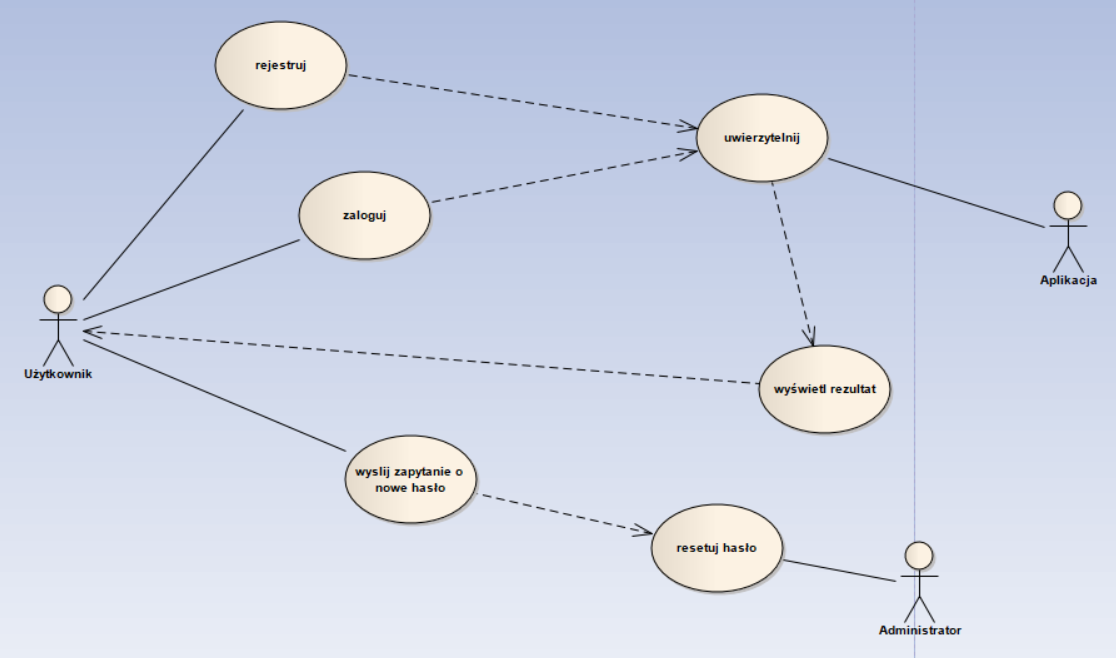 rejestruj
uwierzytelnij
zaloguj
Aplikacja
Użytkownik
wyświetl rezultat
wyslij zapytanie o
nowe hasło
resetuj hasło
Administrator